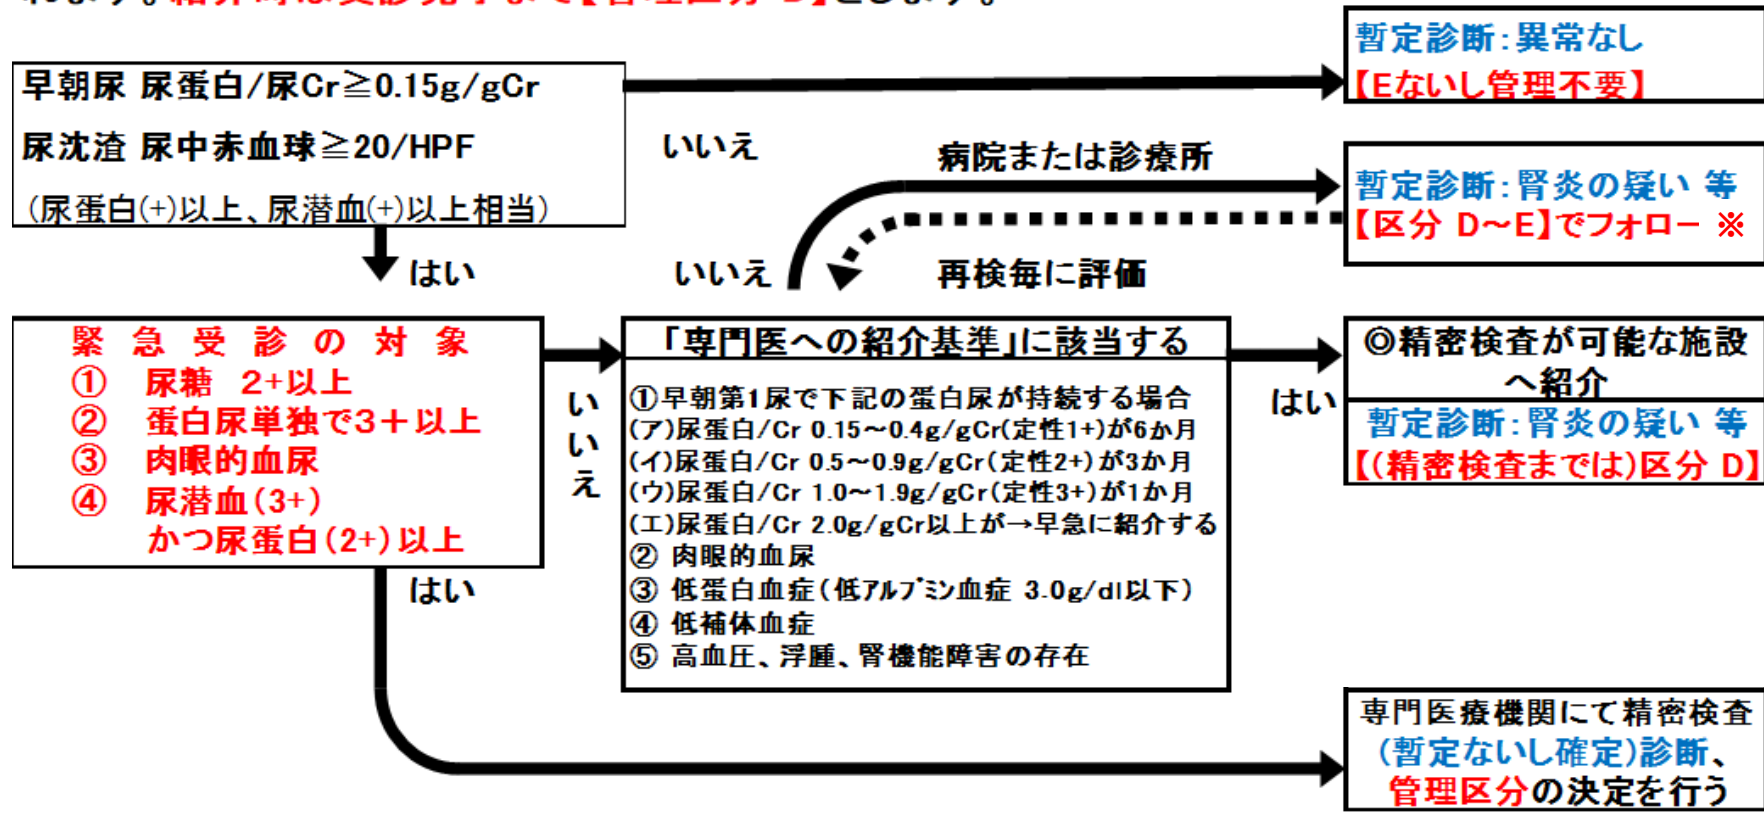 紹介時は受診完了まで【管理区分 D】とします。
早朝尿 尿蛋白/尿Cr≧0.15g/gCr
尿沈渣 尿中赤血球≧20/HPF
(尿蛋白(+)以上、尿潜血(+)以上相当)
いいえ
暫定診断:異常なし
【Eないし管理不要】
病院または診療所
暫定診断:腎炎の疑い 等
【区分 D～E】でフォロー ※
はい
いいえ
再検毎に評価
緊急受診の対象
① 尿糖 2+以上
② 蛋白尿単独で3+以上
③ 肉眼的血尿
④ 尿潜血(3+)
かつ尿蛋白(2+)以上
いいえ
「専門医への紹介基準」に該当する
①早朝第1尿で下記の蛋白尿が持続する場合
(ア)尿蛋白/Cr 0.15～0.4g/gCr(定性1+)が6か月
(イ)尿蛋白/Cr 0.5～0.9g/gCr(定性2+)が3か月
(ウ)尿蛋白/Cr 1.0～1.9g/gCr(定性3+)が1か月
(エ)尿蛋白/Cr 2.0g/gCr以上が→早急に紹介する
② 肉眼的血尿
③ 低蛋白血症(低ｱﾙﾌﾞﾐﾝ血症 3.0g/dl以下)
④ 低補体血症
⑤ 高血圧、浮腫、腎機能障害の存在
はい
◎精密検査が可能な施設
へ紹介
暫定診断:腎炎の疑い 等
【(精密検査までは)区分 D】
はい
専門医療機関にて精密検査
(暫定ないし確定)診断、
管理区分の決定を行う